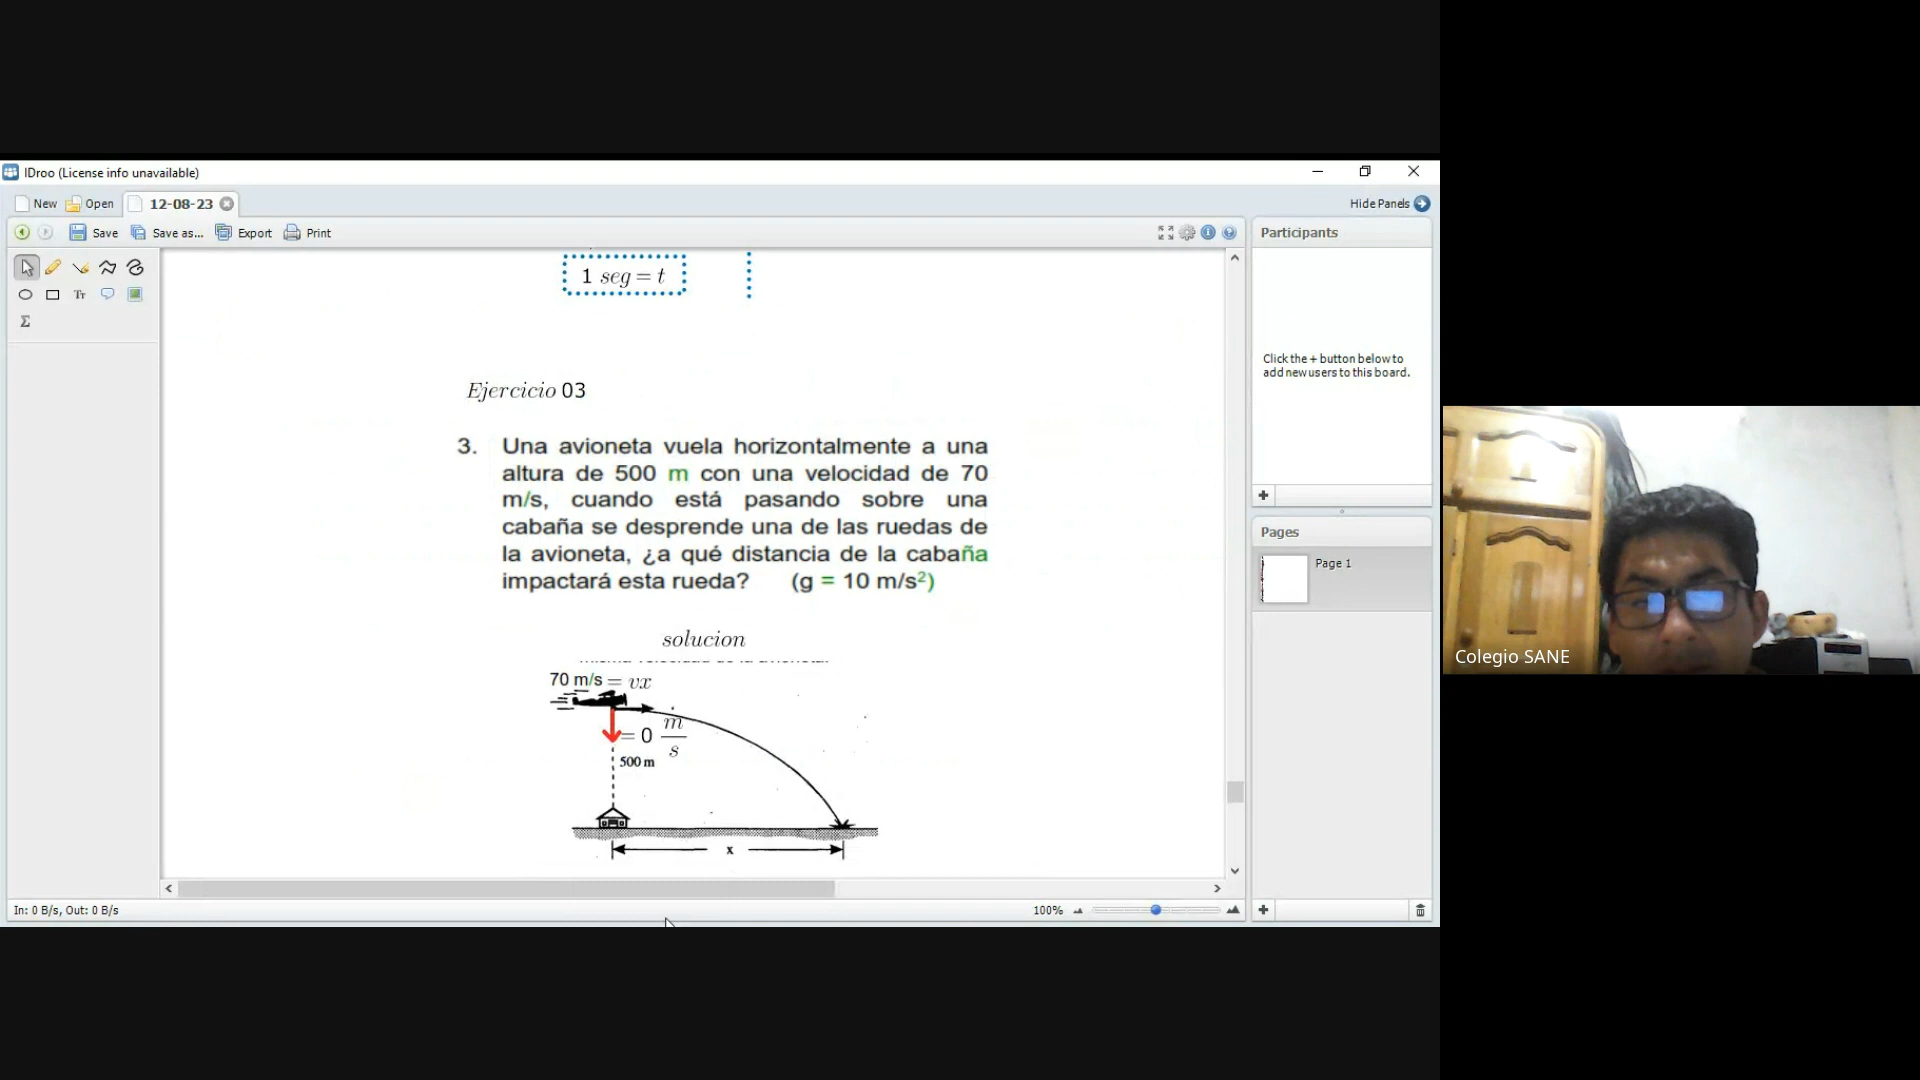 IDroo (License info unavailable)
New Open 12-08-23 Hide Panels
Save Save as... Export Print
Participants
Click the + button below to
add new users to this board.
Pages
Page 1
1 seg = t
Ejercicio 03
3. Una avioneta vuela horizontalmente a una
altura de 500 m con una velocidad de 70
m/s, cuando está pasando sobre una
cabaña se desprende una de las ruedas de
la avioneta, ¿a qué distancia de la cabaña
impactará esta rueda? (g = 10 m/s²)
solucion
70 m/s = vx
= 0 m/s
500 m
x
In: 0 B/s, Out: 0 B/s
100%
Colegio SANE